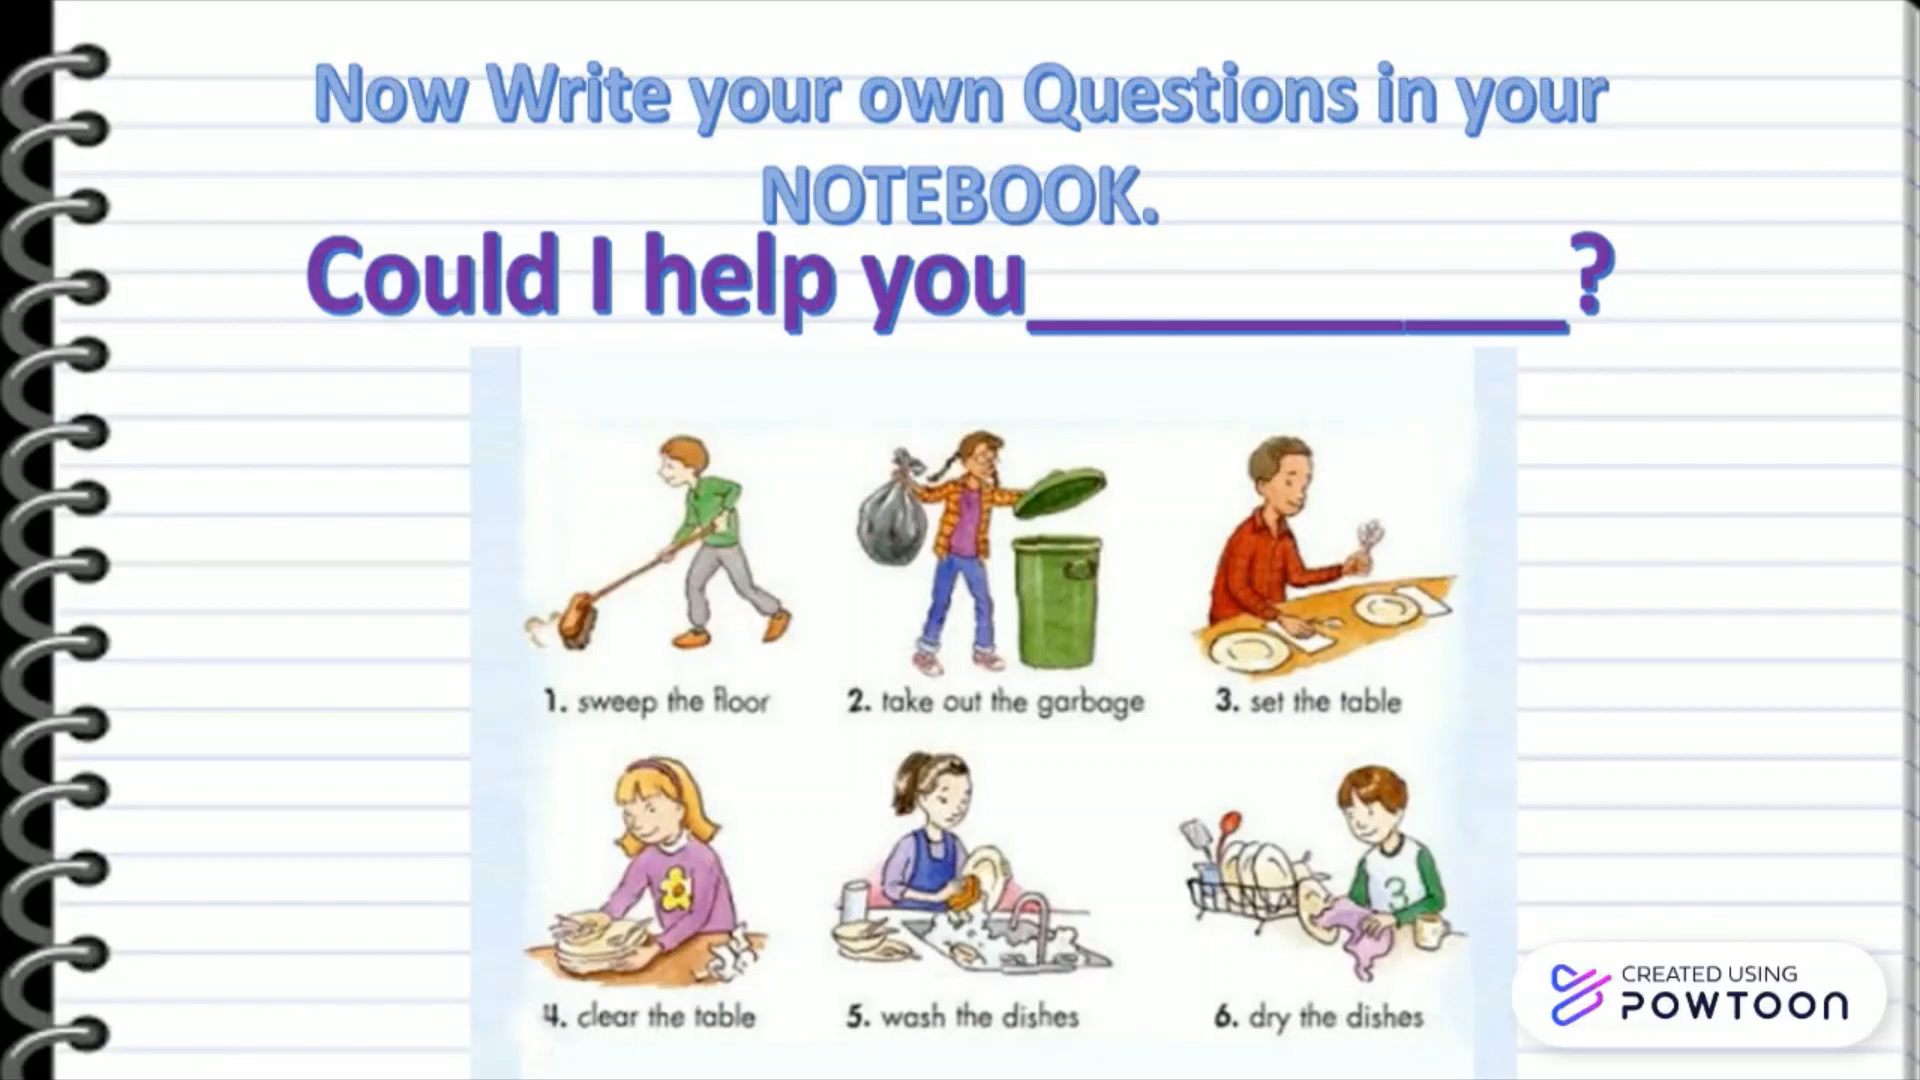 Now Write your own Questions in your
NOTEBOOK.
Could I help you______________?
1. sweep the floor
2. take out the garbage
3. set the table
3
4. clear the table
5. wash the dishes
6. dry the dishes
CREATED USING
POWTOON